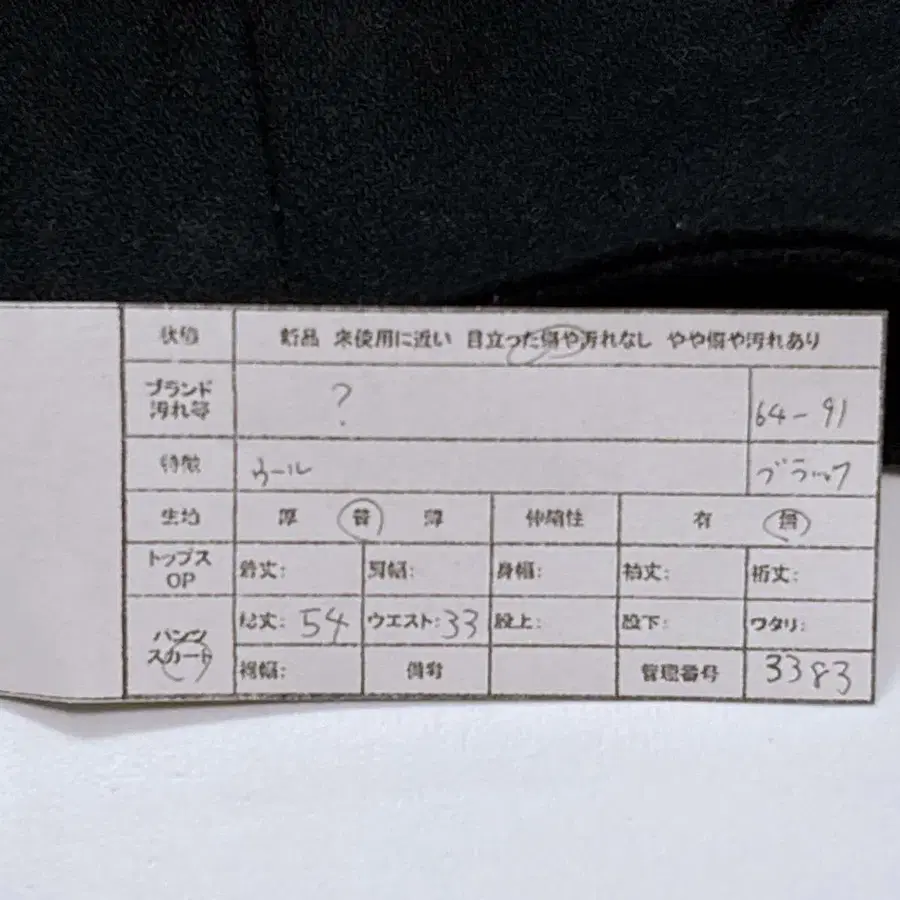 状態 新品 未使用に近い 目立った傷や汚れなし やや傷や汚れあり
ブランド
汚れ等 ? 64-91
特徴 ウール ブラック
生地 厚 普 薄 伸縮性 有 無
トップス
OP 着丈: 肩幅: 身幅: 袖丈: 裄丈:
パンツ
スカート 総丈: 54 ウエスト: 33 股上: 股下: ワタリ:
裾幅: 備考 管理番号 3383